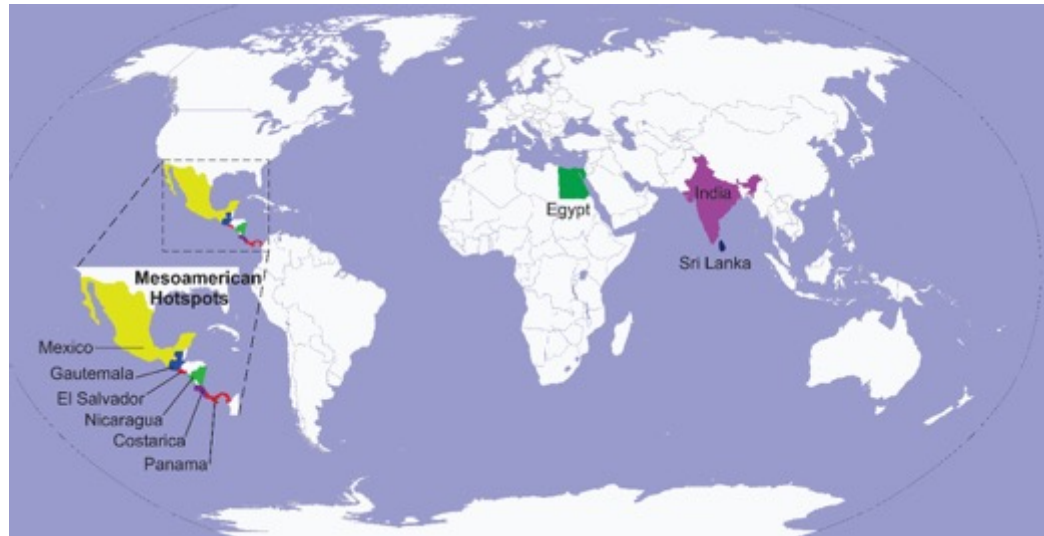 India
Egypt
Sri Lanka
Mesoamerican
Hotspots
Mexico
Gautemala
El Salvador
Nicaragua
Costarica
Panama